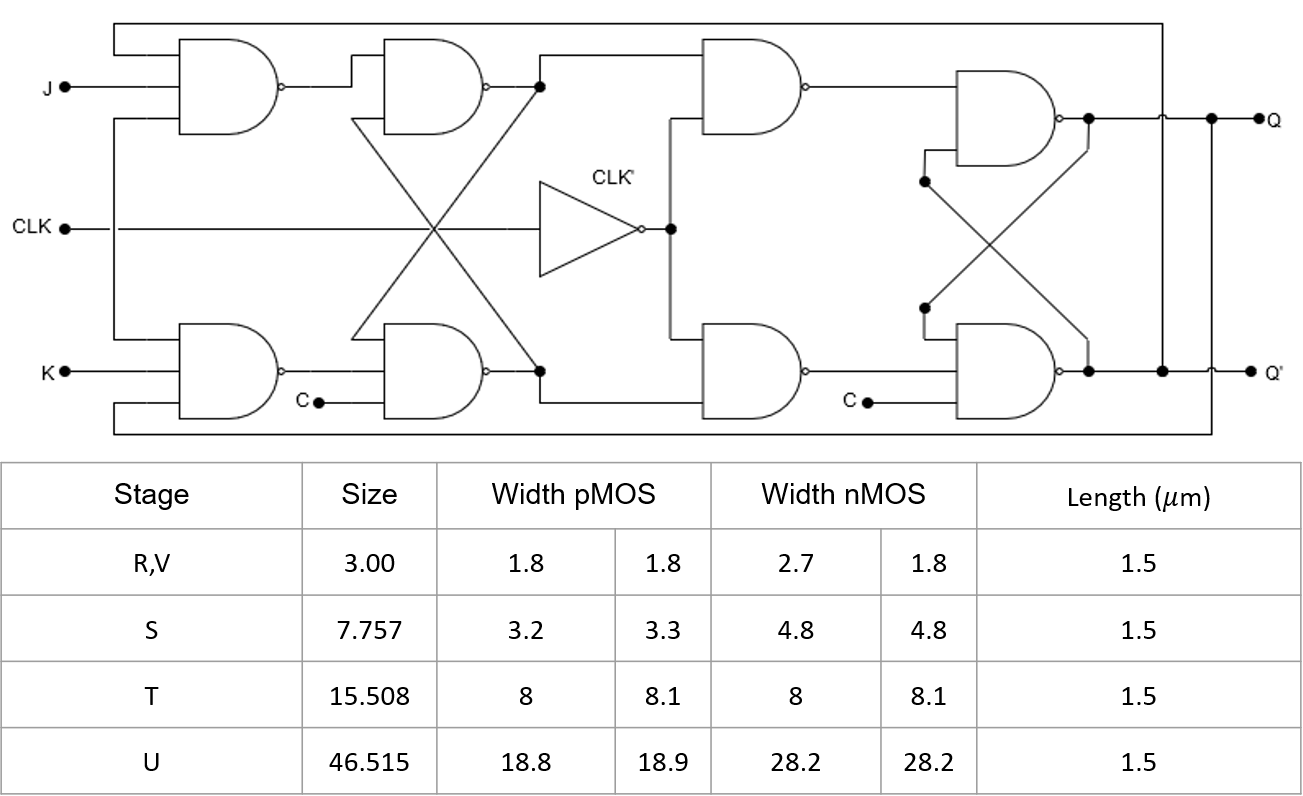 J
CLK
K
C
CLK'
C
Q
Q'
Stage Size Width pMOS Width nMOS Length (𝜇m)
R,V 3.00 1.8 1.8 2.7 1.8 1.5
S 7.757 3.2 3.3 4.8 4.8 1.5
T 15.508 8 8.1 8 8.1 1.5
U 46.515 18.8 18.9 28.2 28.2 1.5